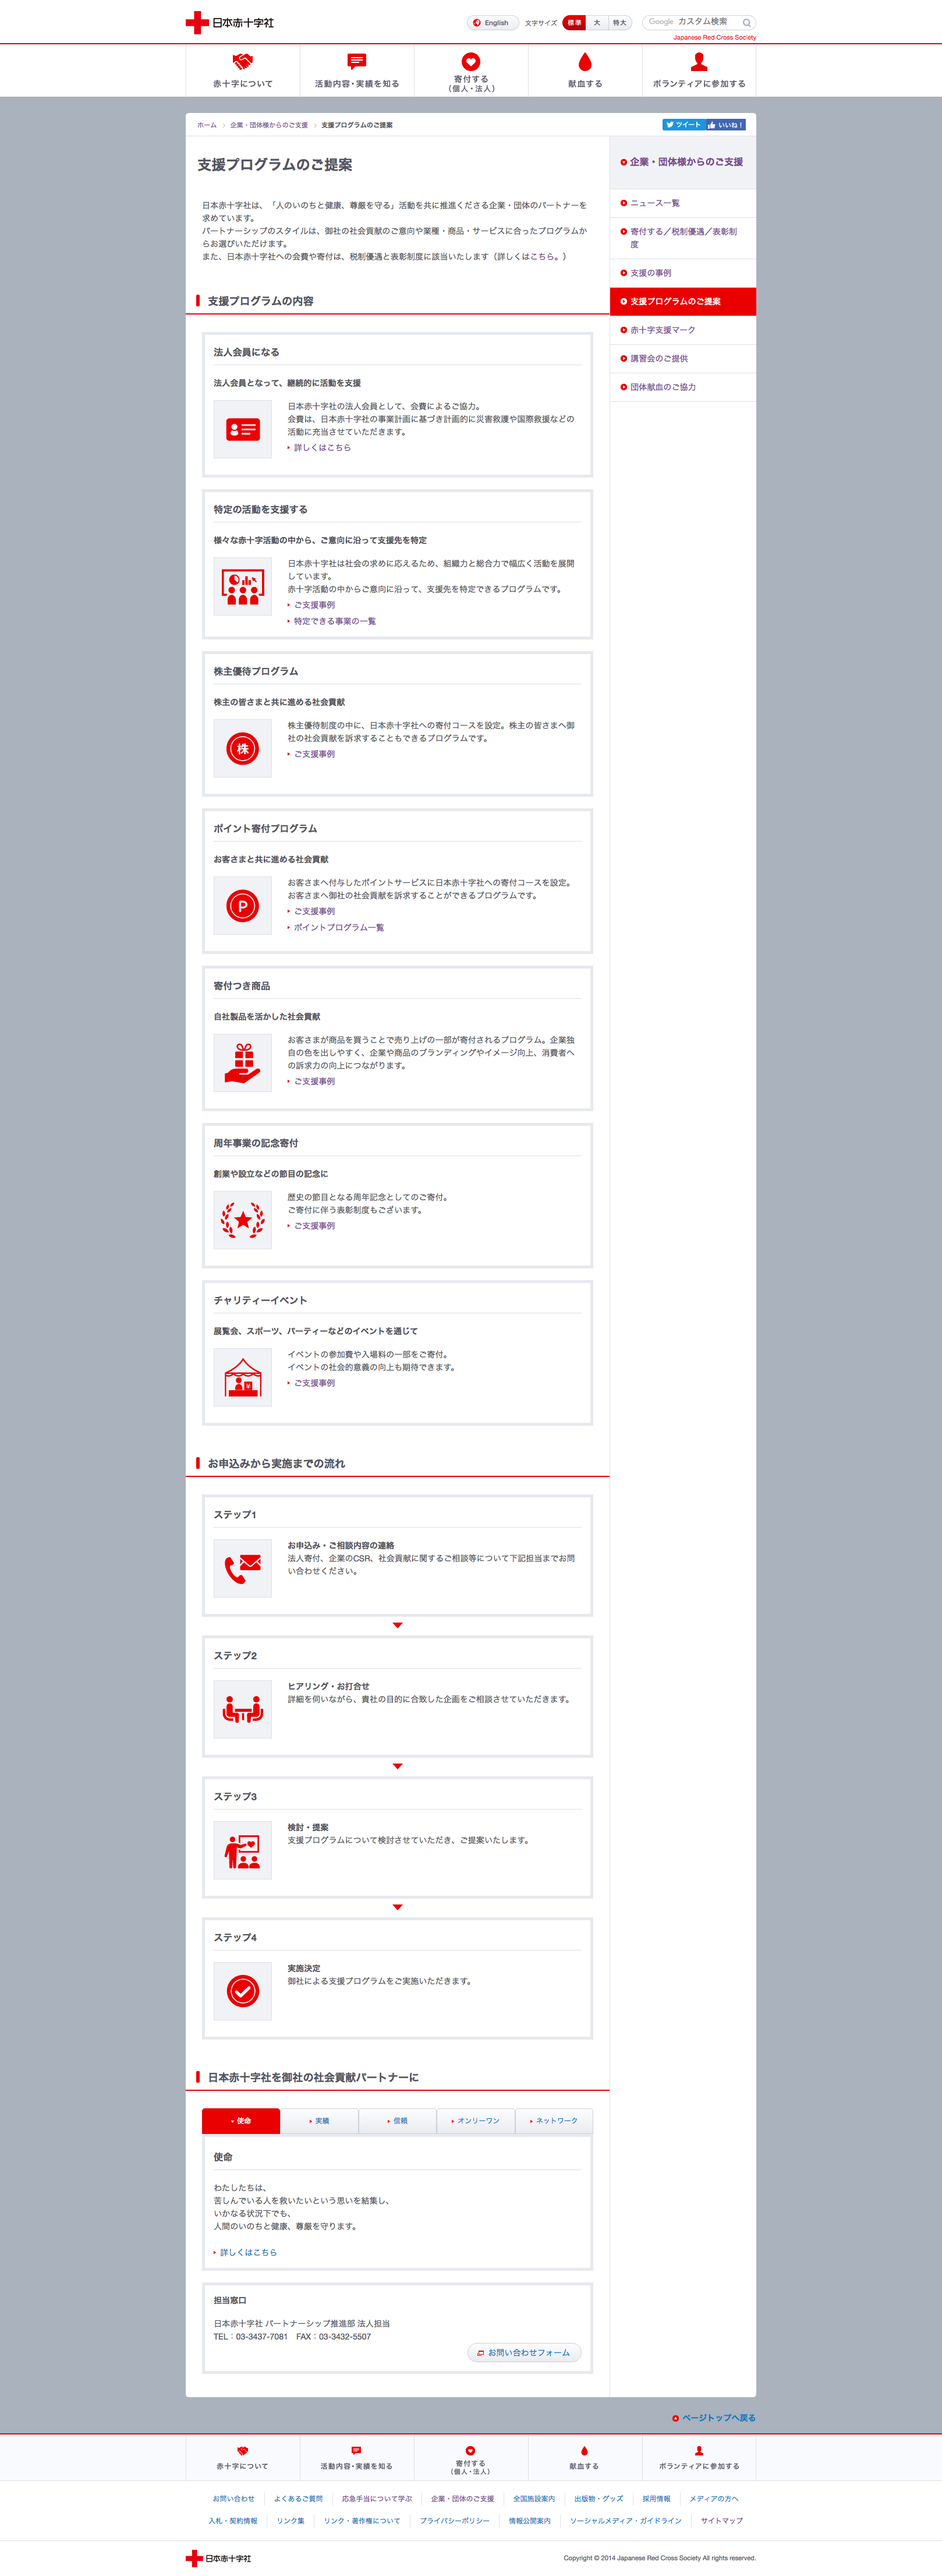 日本赤十字社
English
文字サイズ
標準
大
特大
Google カスタム検索
Japanese Red Cross Society
赤十字について
活動内容・実績を知る
寄付する
（個人・法人）
献血する
ボランティアに参加する
ホーム
企業・団体様からのご支援
支援プログラムのご提案
ツイート
いいね！
支援プログラムのご提案
日本赤十字社は、「人のいのちと健康、尊厳を守る」活動を共に推進くださる企業・団体のパートナーを
求めています。
パートナーシップのスタイルは、御社の社会貢献のご意向や業種・商品・サービスに合ったプログラムか
らお選びいただけます。
また、日本赤十字社への会費や寄付は、税制優遇と表彰制度に該当いたします（詳しくはこちら。）
企業・団体様からのご支援
ニュース一覧
寄付する／税制優遇／表彰制
度
支援の事例
支援プログラムのご提案
赤十字支援マーク
講習会のご提供
団体献血のご協力
支援プログラムの内容
法人会員になる
法人会員となって、継続的に活動を支援
日本赤十字社の法人会員として、会費によるご協力。
会費は、日本赤十字社の事業計画に基づき計画的に災害救護や国際救援などの
活動に充当させていただきます。
詳しくはこちら
特定の活動を支援する
様々な赤十字活動の中から、ご意向に沿って支援先を特定
日本赤十字社は社会の求めに応えるため、組織力と総合力で幅広く活動を展開
しています。
赤十字活動の中からご意向に沿って、支援先を特定できるプログラムです。
ご支援事例
特定できる事業の一覧
株主優待プログラム
株主の皆さまと共に進める社会貢献
株
株主優待制度の中に、日本赤十字社への寄付コースを設定。株主の皆さまへ御
社の社会貢献を訴求することもできるプログラムです。
ご支援事例
ポイント寄付プログラム
お客さまと共に進める社会貢献
P
お客さまへ付与したポイントサービスに日本赤十字社への寄付コースを設定。
お客さまへ御社の社会貢献を訴求することができるプログラムです。
ご支援事例
ポイントプログラム一覧
寄付つき商品
自社製品を活かした社会貢献
お客さまが商品を買うことで売り上げの一部が寄付されるプログラム。企業独
自の色を出しやすく、企業や商品のブランディングやイメージ向上、消費者へ
の訴求力の向上につながります。
ご支援事例
周年事業の記念寄付
創業や設立などの節目の記念に
歴史の節目となる周年記念としてのご寄付。
ご寄付に伴う表彰制度もございます。
ご支援事例
チャリティーイベント
展覧会、スポーツ、パーティーなどのイベントを通じて
イベントの参加費や入場料の一部をご寄付。
イベントの社会的意義の向上も期待できます。
ご支援事例
お申込みから実施までの流れ
ステップ1
お申込み・ご相談内容の連絡
法人寄付、企業のCSR、社会貢献に関するご相談等について下記担当までお問
い合わせください。
ステップ2
ヒアリング・お打合せ
詳細を伺いながら、貴社の目的に合致した企画をご相談させていただきます。
ステップ3
検討・提案
支援プログラムについて検討させていただき、ご提案いたします。
ステップ4
実施決定
御社による支援プログラムをご実施いただきます。
日本赤十字社を御社の社会貢献パートナーに
使命
実績
信頼
オンリーワン
ネットワーク
使命
わたしたちは、
苦しんでいる人を救いたいという思いを結集し、
いかなる状況下でも、
人間のいのちと健康、尊厳を守ります。
詳しくはこちら
担当窓口
日本赤十字社 パートナーシップ推進部 法人担当
TEL：03-3437-7081　FAX：03-3432-5507
お問い合わせフォーム
ページトップへ戻る
赤十字について
活動内容・実績を知る
寄付する
（個人・法人）
献血する
ボランティアに参加する
お問い合わせ
よくあるご質問
応急手当について学ぶ
企業・団体のご支援
全国施設案内
出版物・グッズ
採用情報
メディアの方へ
入札・契約情報
リンク集
リンク・著作権について
プライバシーポリシー
情報公開案内
ソーシャルメディア・ガイドライン
サイトマップ
日本赤十字社
Copyright © 2014 Japanese Red Cross Society All rights reserved.